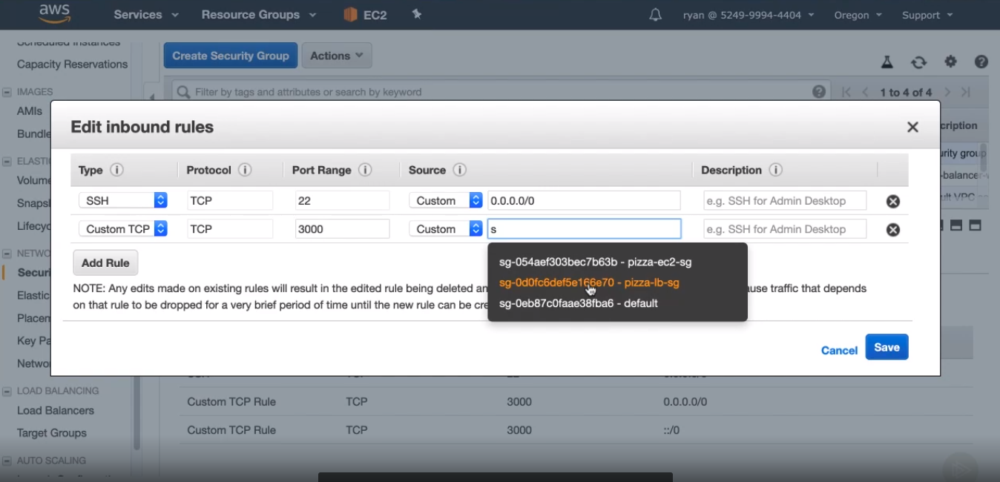 aws Services Resource Groups EC2 ryan @ 5249-9994-4404 Oregon Support
Scheduled Instances
Capacity Reservations
Create Security Group Actions
Filter by tags and attributes or search by keyword
1 to 4 of 4
IMAGES
AMIs
Bundle
ELASTI
Volume
Snaps
Lifecyc
NETWO
Securi
Elastic
Placem
Key Pa
Netwo
LOAD BALANCING
Load Balancers
Target Groups
AUTO SCALING
cription
urity group
-balancer-w
ult VPC
Edit inbound rules
Type Protocol Port Range Source Description
SSH TCP 22 Custom 0.0.0.0/0 e.g. SSH for Admin Desktop
Custom TCP TCP 3000 Custom s e.g. SSH for Admin Desktop
sg-054aef303bec7b63b - pizza-ec2-sg
sg-0d0fc6def5e166e70 - pizza-lb-sg
sg-0eb87c0faae38fba6 - default
Add Rule
NOTE: Any edits made on existing rules will result in the edited rule being deleted an ause traffic that depends
on that rule to be dropped for a very brief period of time until the new rule can be cre
Cancel Save
Custom TCP Rule TCP 3000 0.0.0.0/0
Custom TCP Rule TCP 3000 ::/0